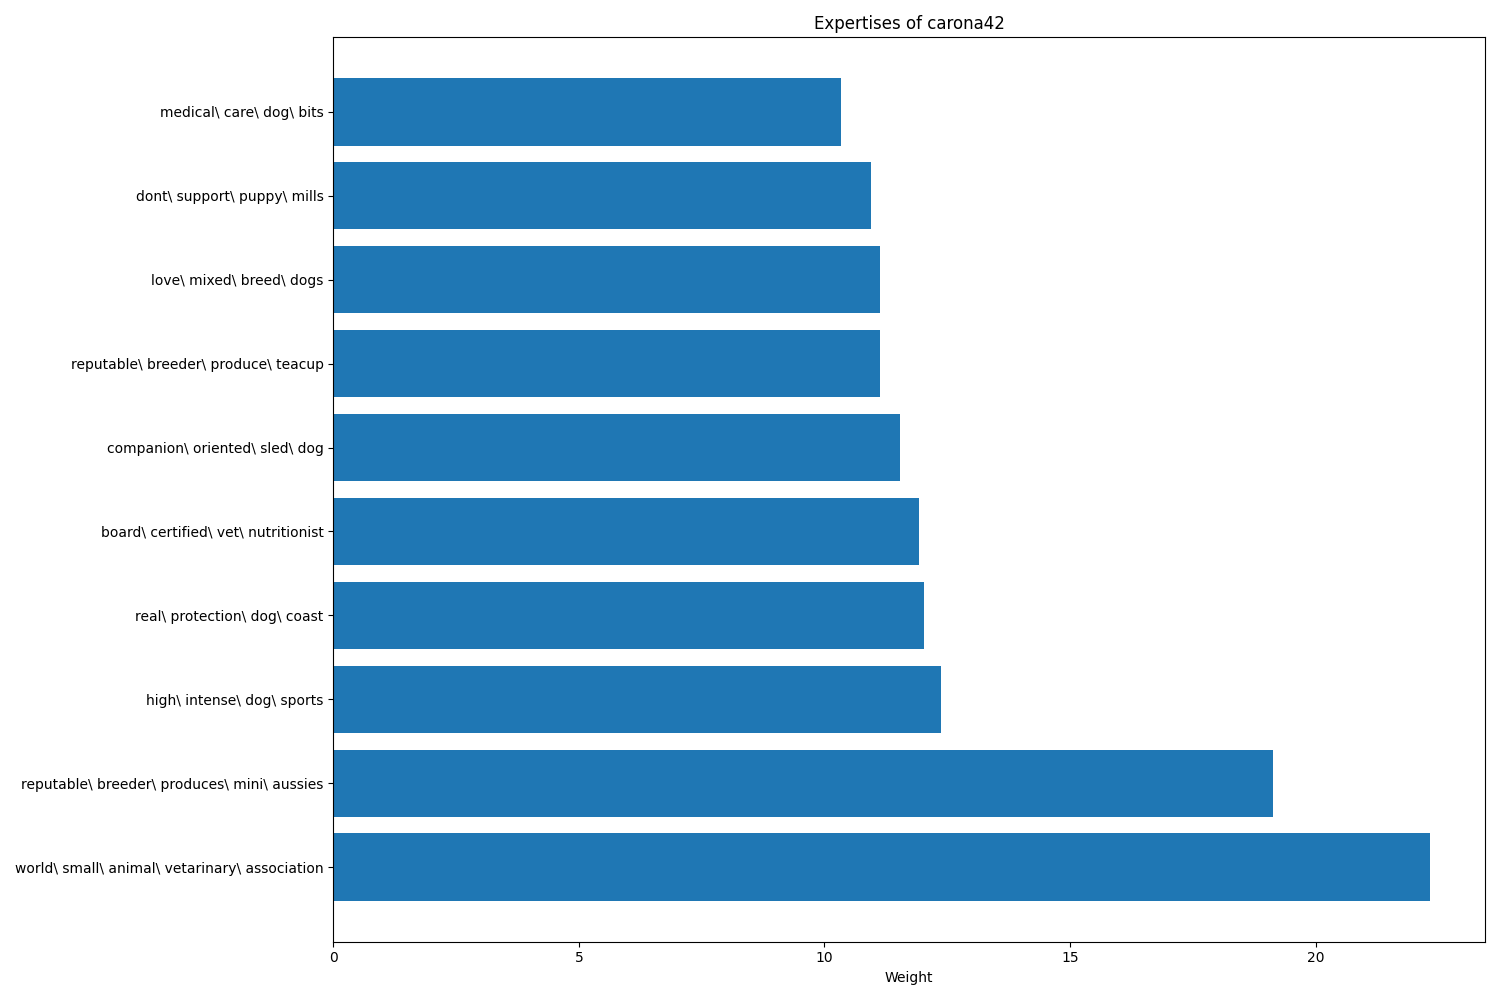 Expertises of carona42
medical\ care\ dog\ bits
dont\ support\ puppy\ mills
love\ mixed\ breed\ dogs
reputable\ breeder\ produce\ teacup
companion\ oriented\ sled\ dog
board\ certified\ vet\ nutritionist
real\ protection\ dog\ coast
high\ intense\ dog\ sports
reputable\ breeder\ produces\ mini\ aussies
world\ small\ animal\ vetarinary\ association
0 5 10 15 20
Weight